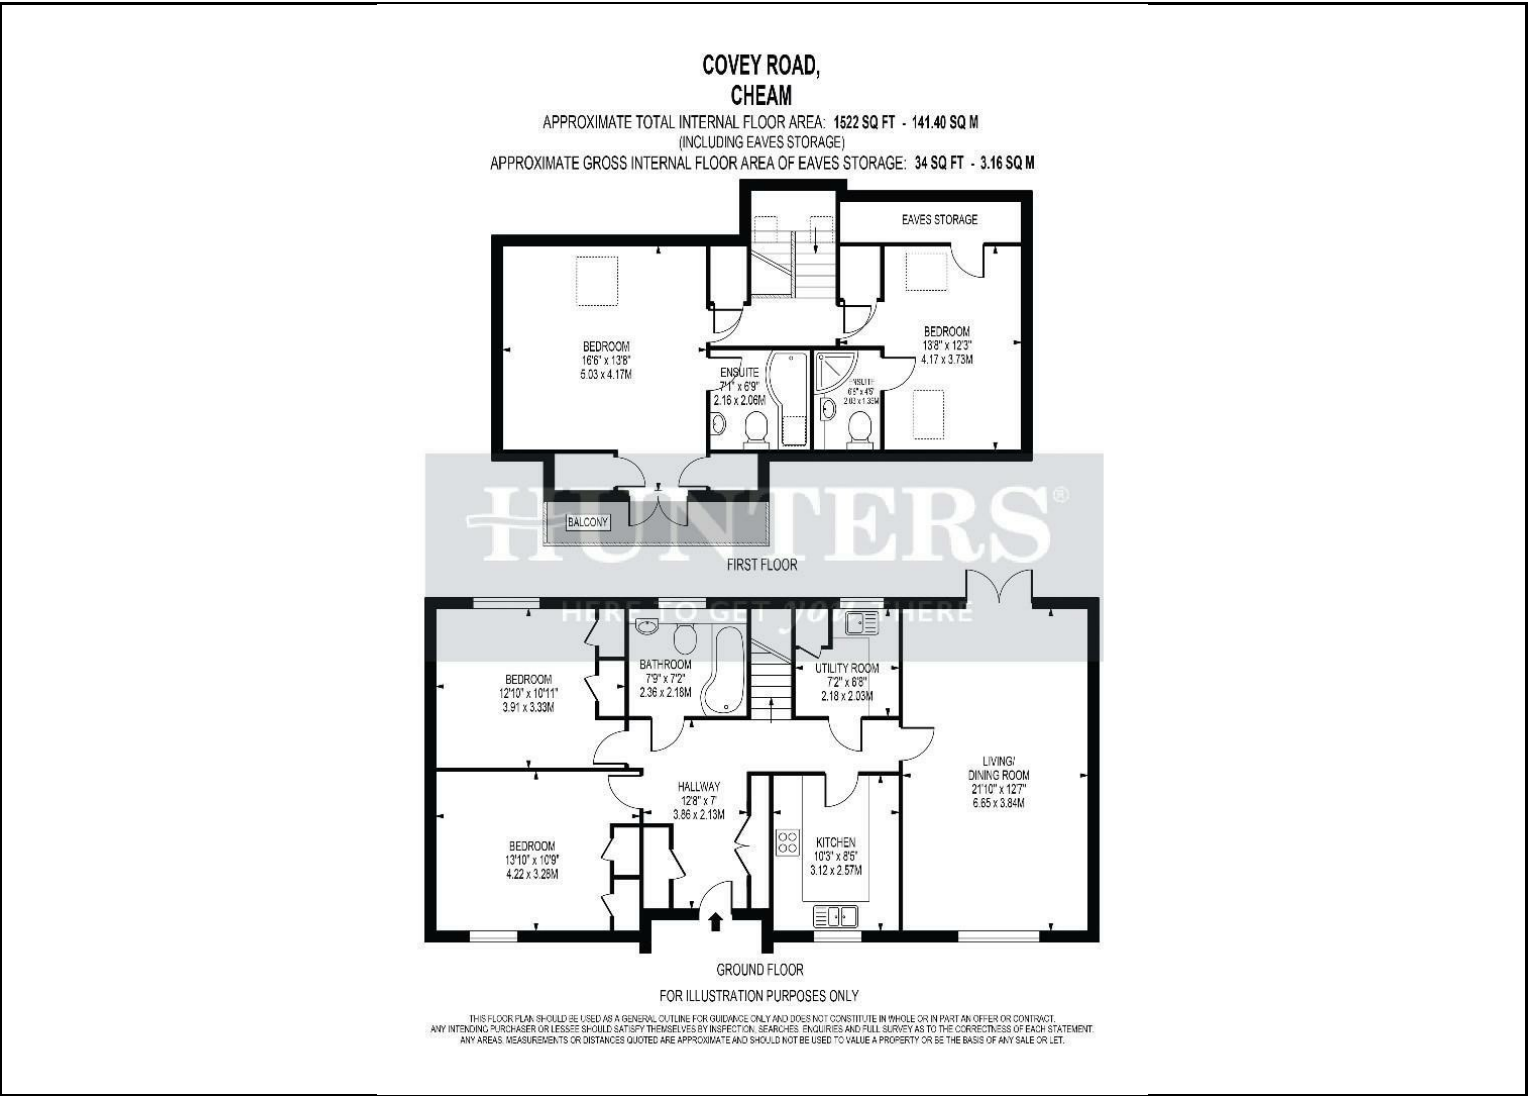 COVEY ROAD,
CHEAM
APPROXIMATE TOTAL INTERNAL FLOOR AREA: 1522 SQ FT - 141.40 SQ M
(INCLUDING EAVES STORAGE)
APPROXIMATE GROSS INTERNAL FLOOR AREA OF EAVES STORAGE: 34 SQ FT - 3.16 SQ M
EAVES STORAGE
BEDROOM
16'6" x 13'8"
5.03 x 4.17M
BEDROOM
13'8" x 12'3"
4.17 x 3.73M
ENSUITE
7'1" x 6'9"
2.16 x 2.06M
ENSUITE
BALCONY
HUNTERS®
HERE TO GET you THERE
FIRST FLOOR
BEDROOM
12'10" x 10'11"
3.91 x 3.33M
BATHROOM
7'9" x 7'2"
2.36 x 2.18M
UTILITY ROOM
7'2" x 6'8"
2.18 x 2.03M
LIVING/
DINING ROOM
21'10" x 12'7"
6.65 x 3.84M
HALLWAY
12'8" x 7'
3.86 x 2.13M
BEDROOM
13'10" x 10'9"
4.22 x 3.28M
KITCHEN
10'3" x 8'5"
3.12 x 2.57M
GROUND FLOOR
FOR ILLUSTRATION PURPOSES ONLY
THIS FLOOR PLAN SHOULD BE USED AS A GENERAL OUTLINE FOR GUIDANCE ONLY AND DOES NOT CONSTITUTE IN WHOLE OR IN PART AN OFFER OR CONTRACT.
ANY INTENDING PURCHASER OR LESSEE SHOULD SATISFY THEMSELVES BY INSPECTION, SEARCHES, ENQUIRIES AND FULL SURVEY AS TO THE CORRECTNESS OF EACH STATEMENT.
ANY AREAS, MEASUREMENTS OR DISTANCES QUOTED ARE APPROXIMATE AND SHOULD NOT BE USED TO VALUE A PROPERTY OR BE THE BASIS OF ANY SALE OR LET.